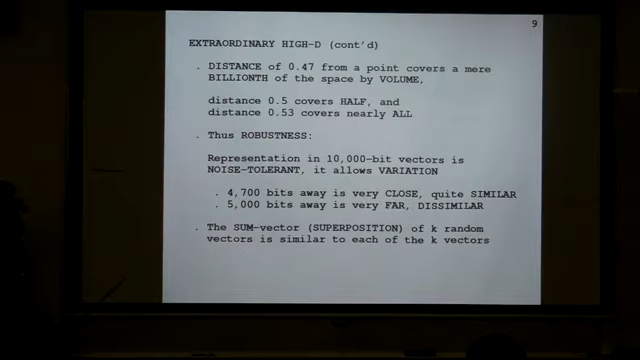 9
EXTRAORDINARY HIGH-D (cont'd)
. DISTANCE of 0.47 from a point covers a mere
BILLIONTH of the space by VOLUME,
distance 0.5 covers HALF, and
distance 0.53 covers nearly ALL
. Thus ROBUSTNESS:
Representation in 10,000-bit vectors is
NOISE-TOLERANT, it allows VARIATION
. 4,700 bits away is very CLOSE, quite SIMILAR
. 5,000 bits away is very FAR, DISSIMILAR
. The SUM-vector (SUPERPOSITION) of k random
vectors is similar to each of the k vectors